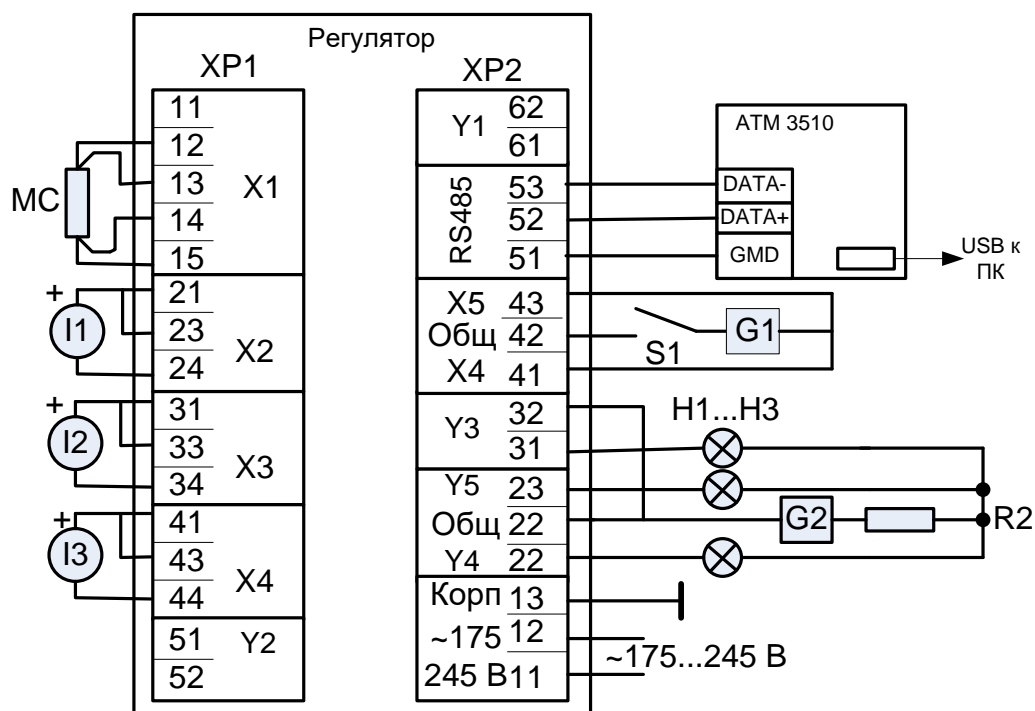 Регулятор
XP1
11
12
13
14
15
X1
21
23
24
X2
31
33
34
X3
41
43
44
X4
51
52
Y2
МС
+
I1
+
I2
+
I3
XP2
Y1
62
61
RS485
53
52
51
X5 43
Общ 42
X4 41
Y3
32
31
Y5 23
Общ 22
Y4 22
Корп 13
~175 12
245 В 11
ATM 3510
DATA-
DATA+
GMD
USB к
ПК
S1
G1
H1...H3
G2
R2
~175...245 В